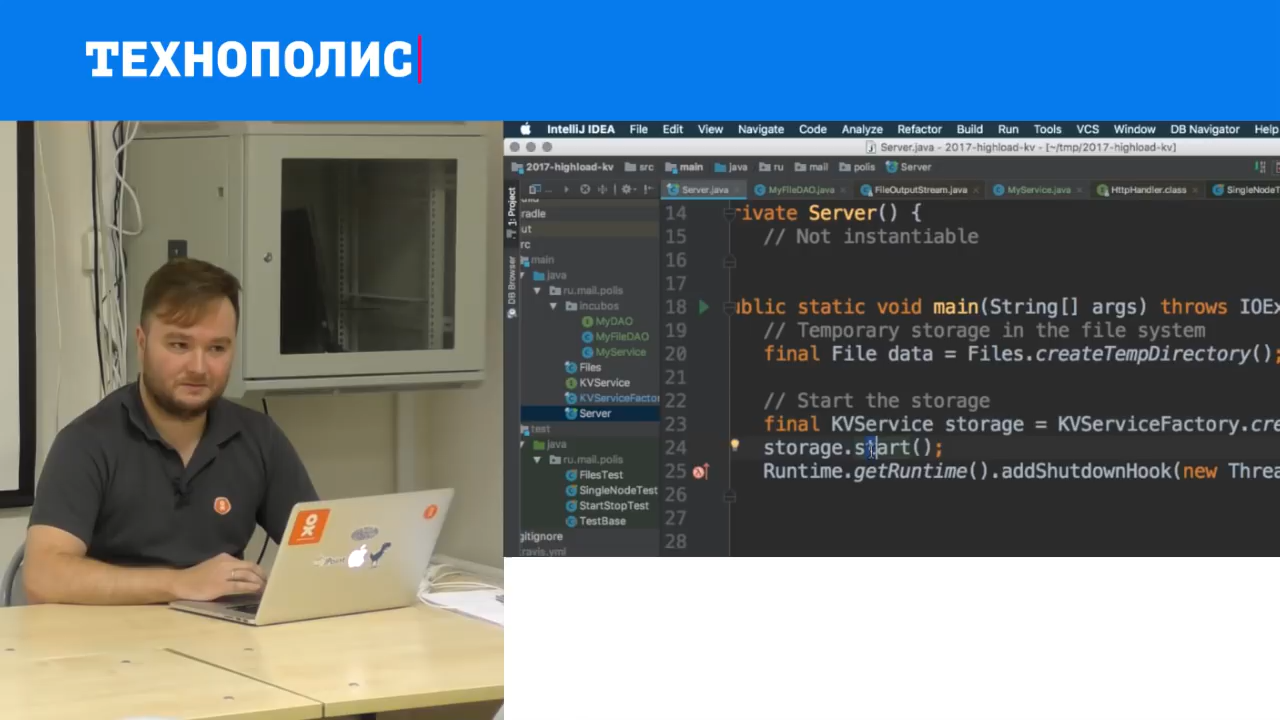 ТЕХНОПОЛИС
IntelliJ IDEA File Edit View Navigate Code Analyze Refactor Build Run Tools VCS Window DB Navigator Help
Server.java - 2017-highload-kv - [~/tmp/2017-highload-kv]
2017-highload-kv src main java ru mail polis Server
Server.java MyFileDAO.java FileOutputStream.java MyService.java HttpHandler.class SingleNodeT
1: Project
DB Browser
radle
ut
rc
main
java
ru.mail.polis
incubos
MyDAO
MyFileDAO
MyService
Files
KVService
KVServiceFactor
Server
test
java
ru.mail.polis
FilesTest
SingleNodeTest
StartStopTest
TestBase
gitignore
travis.yml
14 rivate Server() {
15 // Not instantiable
16
17
18 ublic static void main(String[] args) throws IOEx
19 // Temporary storage in the file system
20 final File data = Files.createTempDirectory();
21
22 // Start the storage
23 final KVService storage = KVServiceFactory.cre
24 storage.start();
25 Runtime.getRuntime().addShutdownHook(new Threa
26
27
28